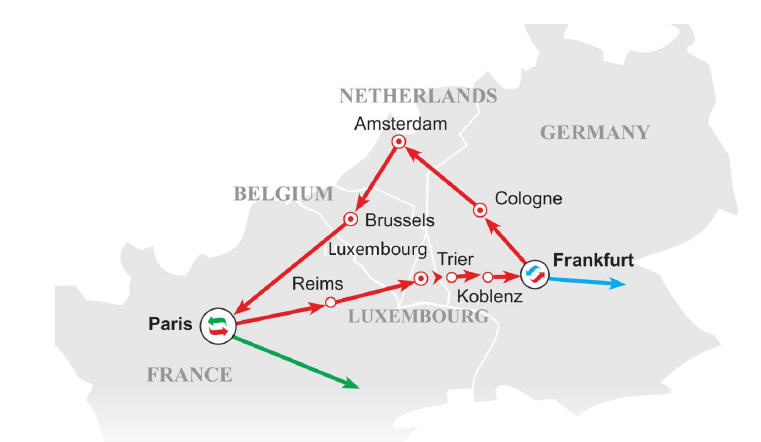 NETHERLANDS
Amsterdam
GERMANY
BELGIUM
Cologne
Brussels
Luxembourg
Trier
Frankfurt
Reims
Koblenz
Paris
LUXEMBOURG
FRANCE